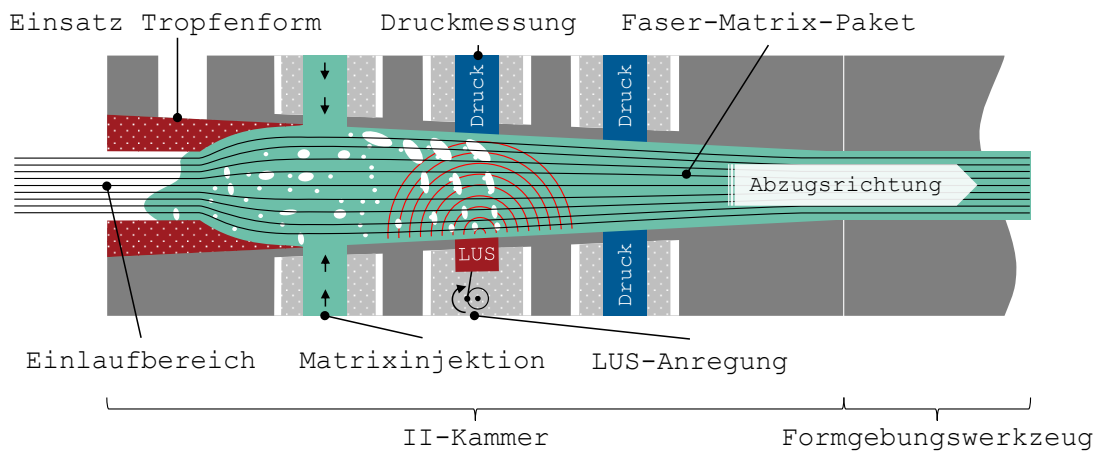 Einsatz Tropfenform
Druckmessung
Faser-Matrix-Paket
Druck
Druck
Abzugsrichtung
LUS
Druck
Einlaufbereich
Matrixinjektion
LUS-Anregung
II-Kammer
Formgebungswerkzeug